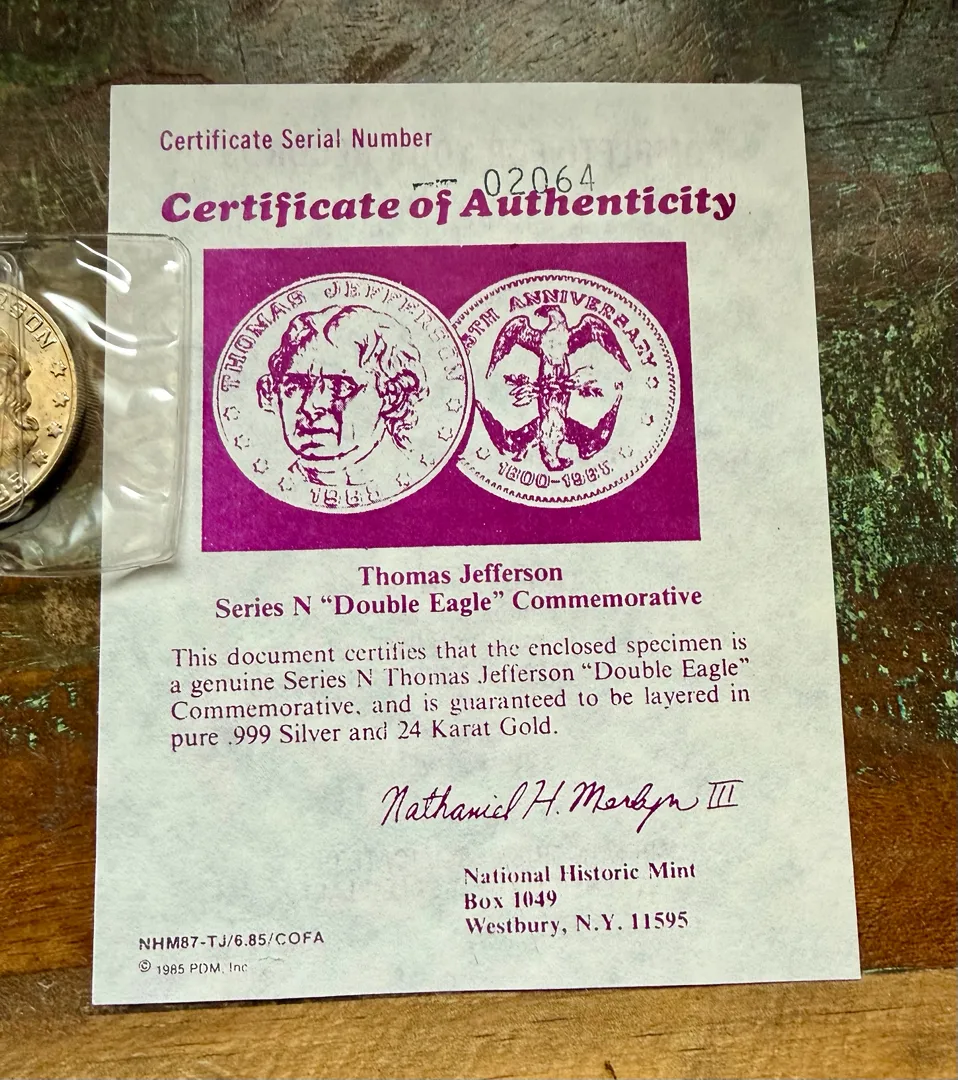 Certificate Serial Number
02064
Certificate of Authenticity
THOMAS JEFFERSON
5TH ANNIVERSARY
1800-1985
1985
Thomas Jefferson
Series N “Double Eagle” Commemorative
This document certifies that the enclosed specimen is
a genuine Series N Thomas Jefferson “Double Eagle”
Commemorative, and is guaranteed to be layered in
pure .999 Silver and 24 Karat Gold.
Nathaniel H. Merlyn III
National Historic Mint
Box 1049
Westbury, N.Y. 11595
NHM87-TJ/6.85/COFA
© 1985 PDM, Inc